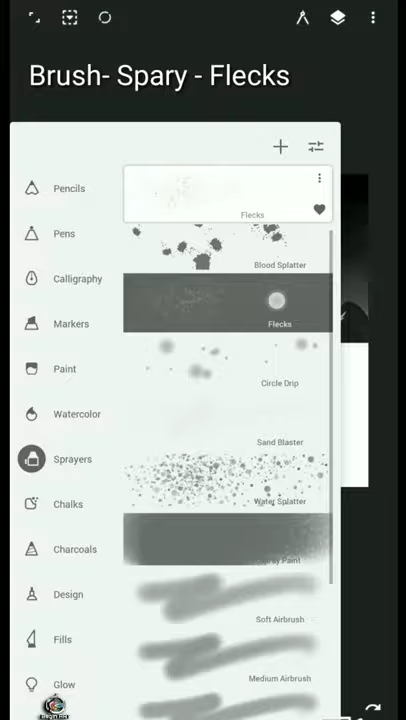 Brush- Spary - Flecks
Pencils
Pens
Calligraphy
Markers
Paint
Watercolor
Sprayers
Chalks
Charcoals
Design
Fills
Glow
Flecks
Blood Splatter
Flecks
Circle Drip
Sand Blaster
Water Splatter
Paint
Soft Airbrush
Medium Airbrush